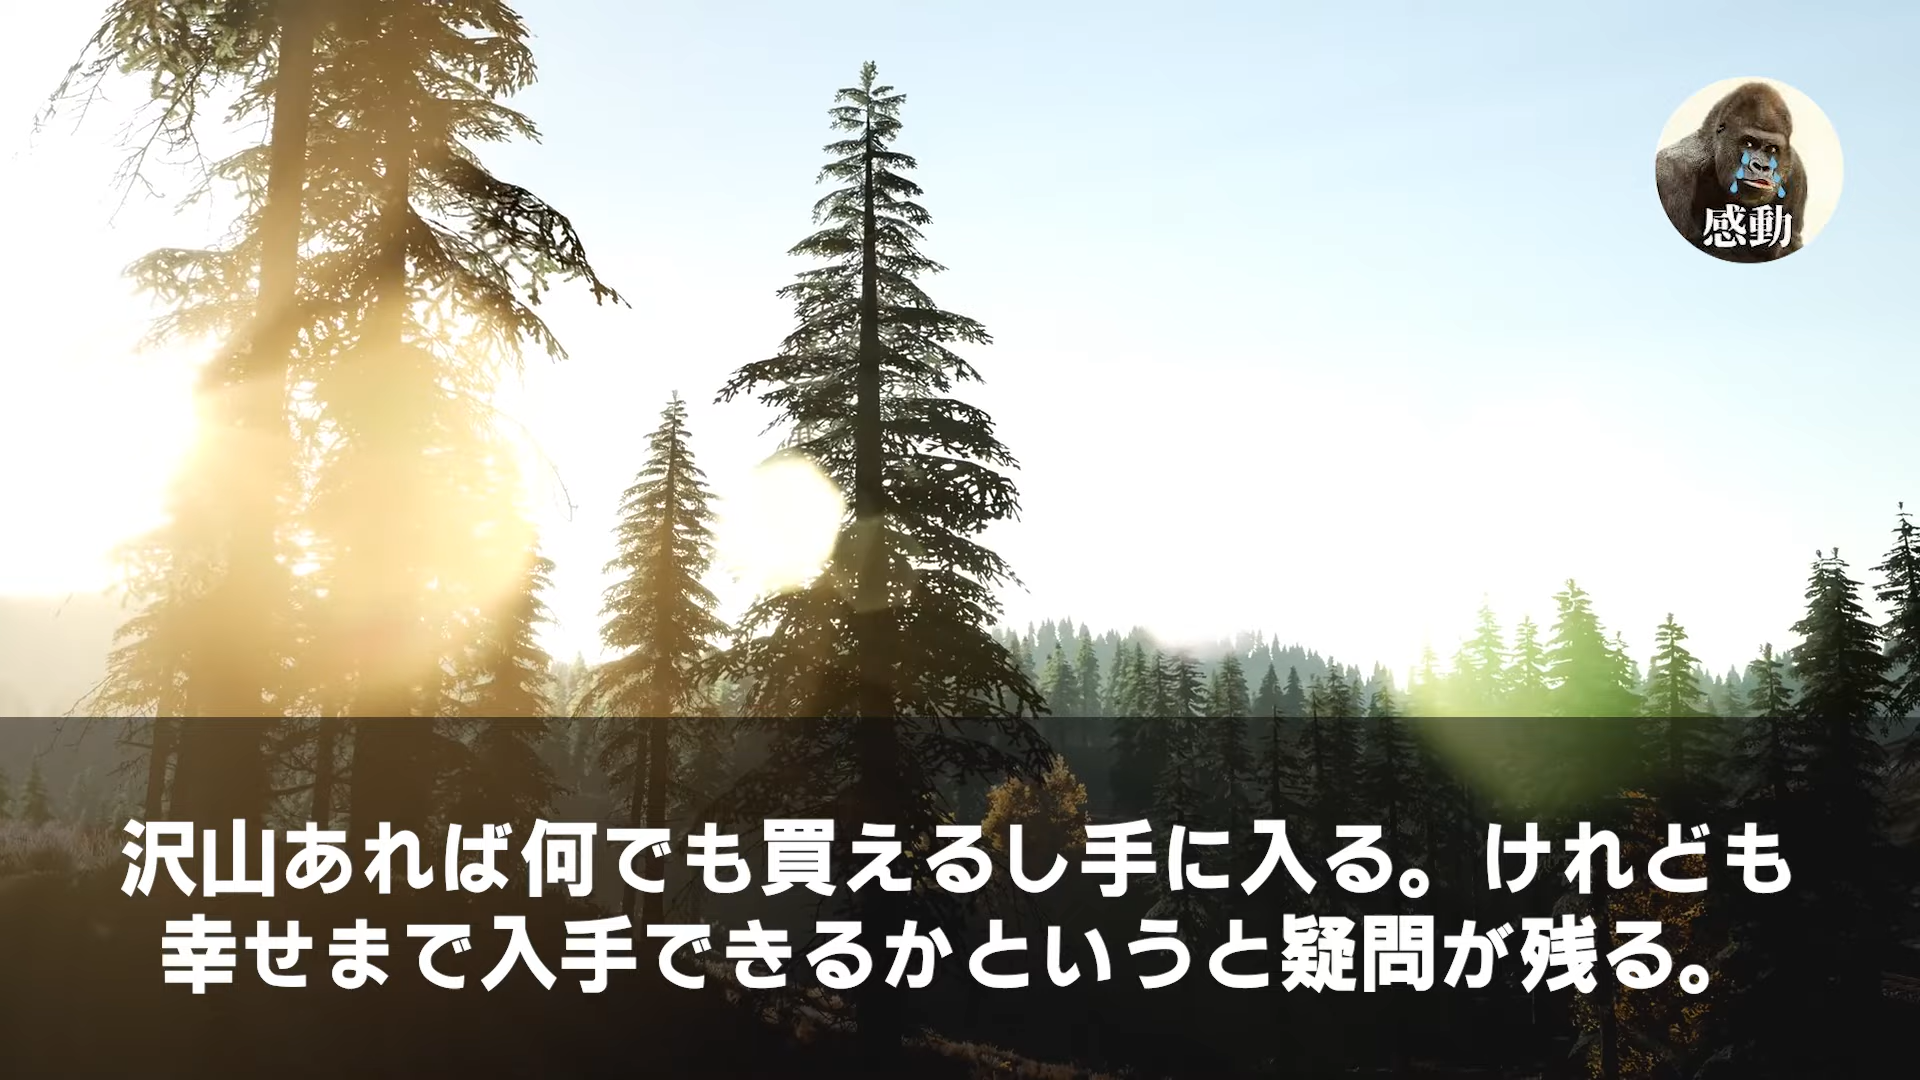 感動
沢山あれば何でも買えるし手に入る。けれども
幸せまで入手できるかというと疑問が残る。